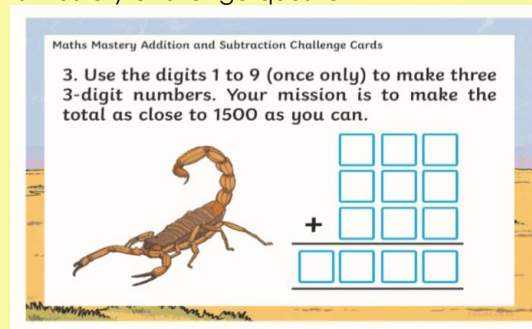 Maths Mastery Addition and Subtraction Challenge Cards
3. Use the digits 1 to 9 (once only) to make three
3-digit numbers. Your mission is to make the
total as close to 1500 as you can.
+